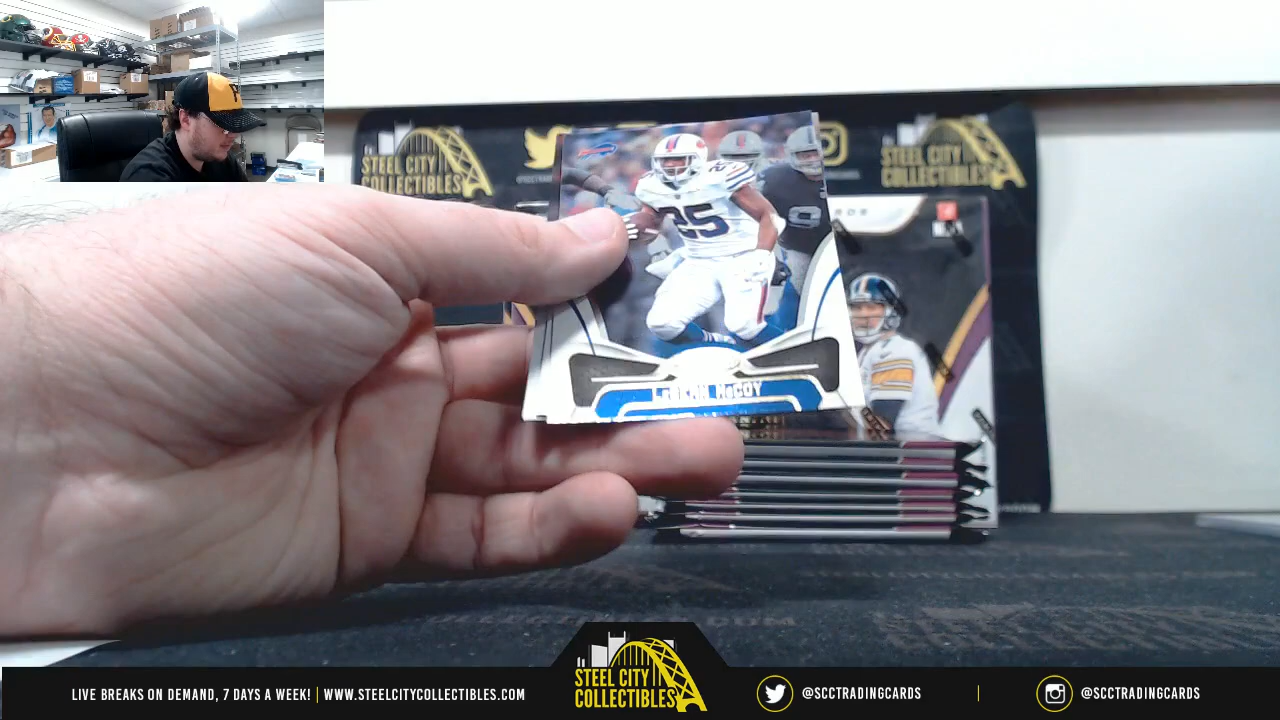 STEEL CITY
COLLECTIBLES
STEEL CITY
COLLECTIBLES
25
9
LeSEAN McCOY
STEEL CITY
COLLECTIBLES
LIVE BREAKS ON DEMAND, 7 DAYS A WEEK! | WWW.STEELCITYCOLLECTIBLES.COM
@SCCTRADINGCARDS
@SCCTRADINGCARDS